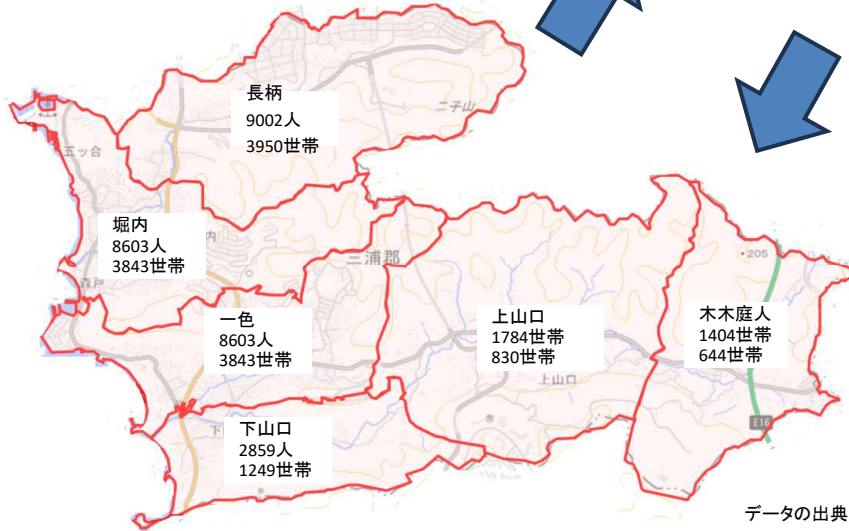 長柄
9002人
3950世帯
二子山
五ッ合
堀内
8603人
3843世帯
内
三浦郡
森戸
・205
一色
8603人
3843世帯
上山口
1784世帯
830世帯
木木庭人
1404世帯
644世帯
上山口
下山口
2859人
1249世帯
下
E16
データの出典